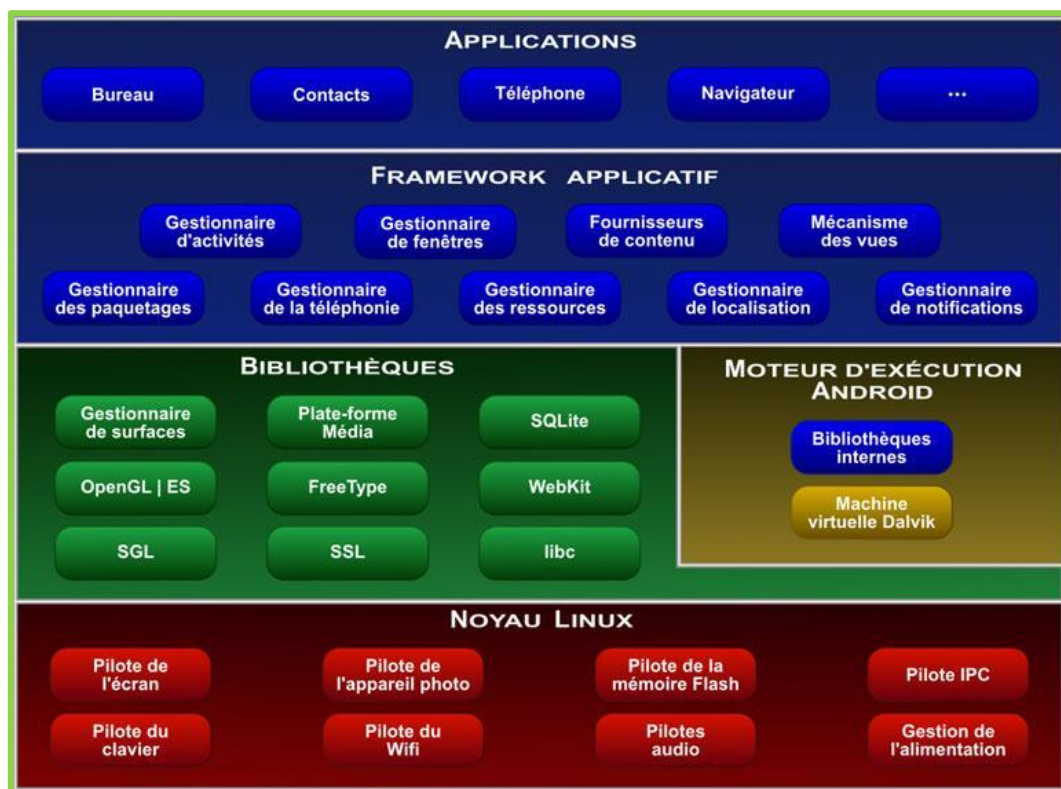 APPLICATIONS
Bureau
Contacts
Téléphone
Navigateur
...
FRAMEWORK APPLICATIF
Gestionnaire
d'activités
Gestionnaire
de fenêtres
Fournisseurs
de contenu
Mécanisme
des vues
Gestionnaire
des paquetages
Gestionnaire
de la téléphonie
Gestionnaire
des ressources
Gestionnaire
de localisation
Gestionnaire
de notifications
BIBLIOTHÈQUES
Gestionnaire
de surfaces
Plate-forme
Média
SQLite
OpenGL | ES
FreeType
WebKit
SGL
SSL
libc
MOTEUR D'EXÉCUTION
ANDROID
Bibliothèques
internes
Machine
virtuelle Dalvik
NOYAU LINUX
Pilote de
l'écran
Pilote de
l'appareil photo
Pilote de la
mémoire Flash
Pilote IPC
Pilote du
clavier
Pilote du
Wifi
Pilotes
audio
Gestion de
l'alimentation